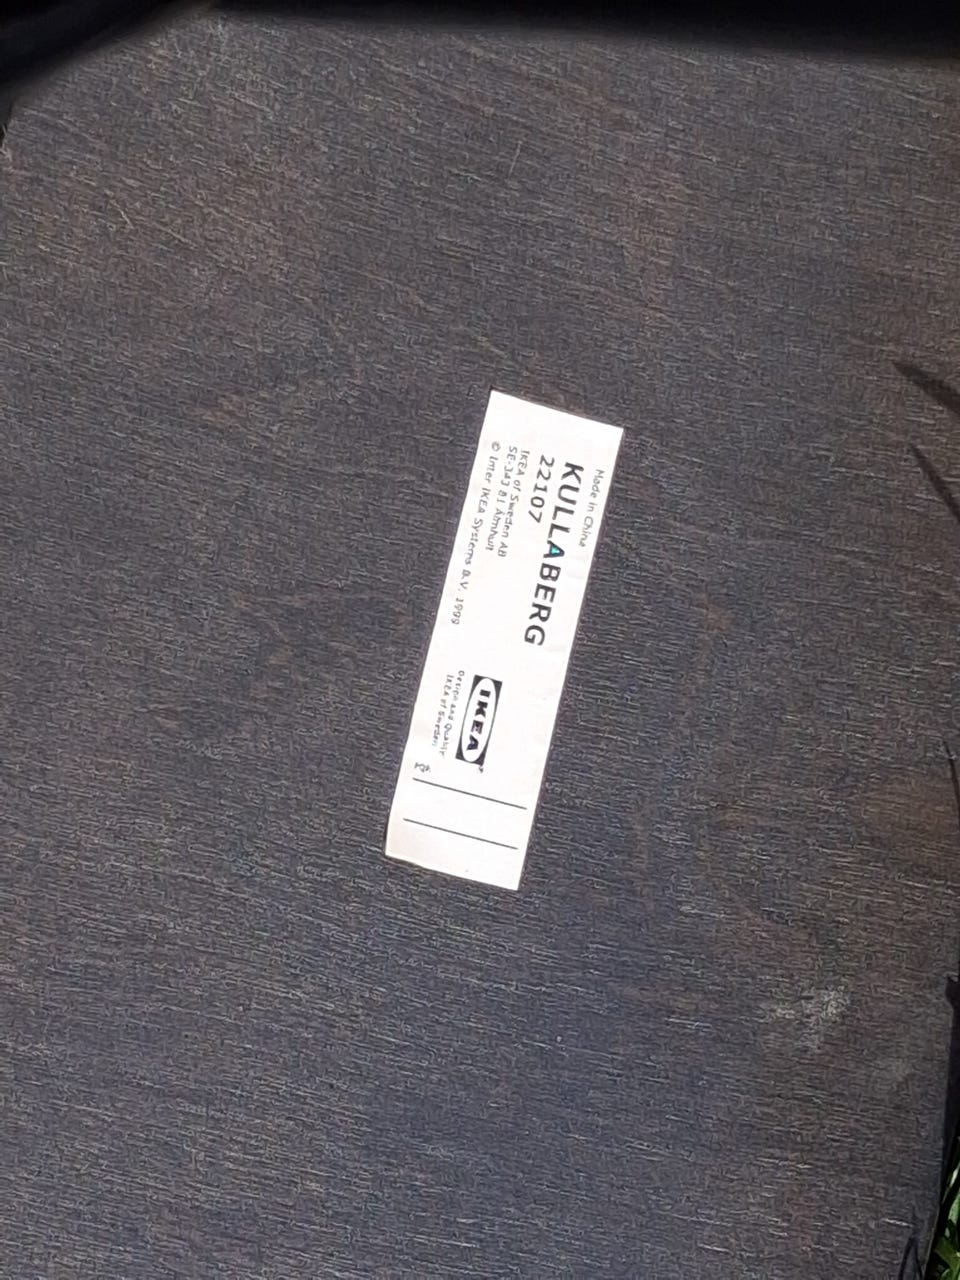 Made in China
KULLABERG
22107
IKEA of Sweden AB
SE-343 81 Älmhult
© Inter IKEA Systems B.V. 1999
IKEA®
Design and Quality
IKEA of Sweden